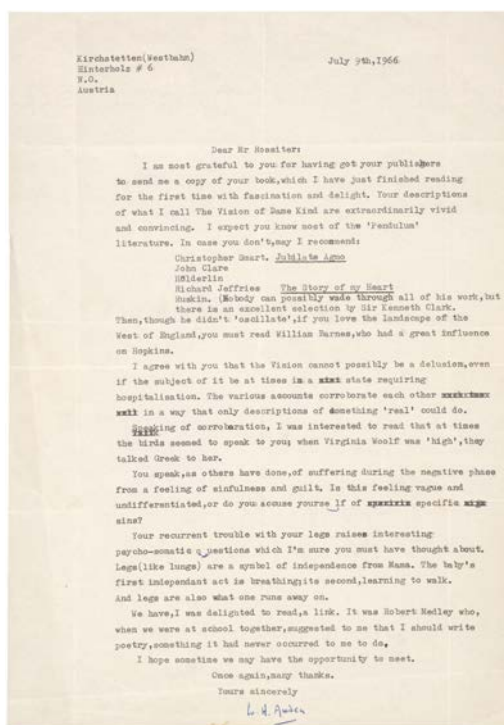 Kirchstetten(Westbahn)
Hinterholz # 6
N.O.
Austria
July 9th,1966
Dear Mr Rossiter:
I am most grateful to you for having got your publishers
to send me a copy of your book,which I have just finished reading
for the first time with fascination and delight. Your descriptions
of what I call The Vision of Dame Kind are extraordinarily vivid
and convincing. I expect you know most of the 'Pendulum'
literature. In case you don't,may I recommend:
Christopher Smart. Jubilate Agno
John Clare
Hölderlin
Richard Jeffries The Story of my Heart
Ruskin. (Nobody can possibly wade through all of his work,but
there is an excellent selection by Sir Kenneth Clark.
Then,though he didn't 'oscillate',if you love the landscape of the
West of England,you must read William Barnes,who had a great influence
on Hopkins.
I agree with you that the Vision cannot possibly be a delusion,even
if the subject of it be at times in a state requiring
hospitalisation. The various accounts corroborate each other
in a way that only descriptions of something 'real' could do.
Speaking of corroboration, I was interested to read that at times
the birds seemed to speak to you; when Virginia Woolf was 'high',they
talked Greek to her.
You speak,as others have done,of suffering during the negative phase
from a feeling of sinfulness and guilt. Is this feeling vague and
undifferentiated,or do you accuse yourself of specific
sins?
Your recurrent trouble with your legs raises interesting
psycho-somatic questions which I'm sure you must have thought about.
Legs(like lungs) are a symbol of independence from Mama. The baby's
first independant act is breathing;its second,learning to walk.
And legs are also what one runs away on.
We have,I was delighted to read,a link. It was Robert Medley who,
when we were at school together,suggested to me that I should write
poetry,something it had never occurred to me to do.
I hope sometime we may have the opportunity to meet.
Once again,many thanks.
Yours sincerely
W. H. Auden